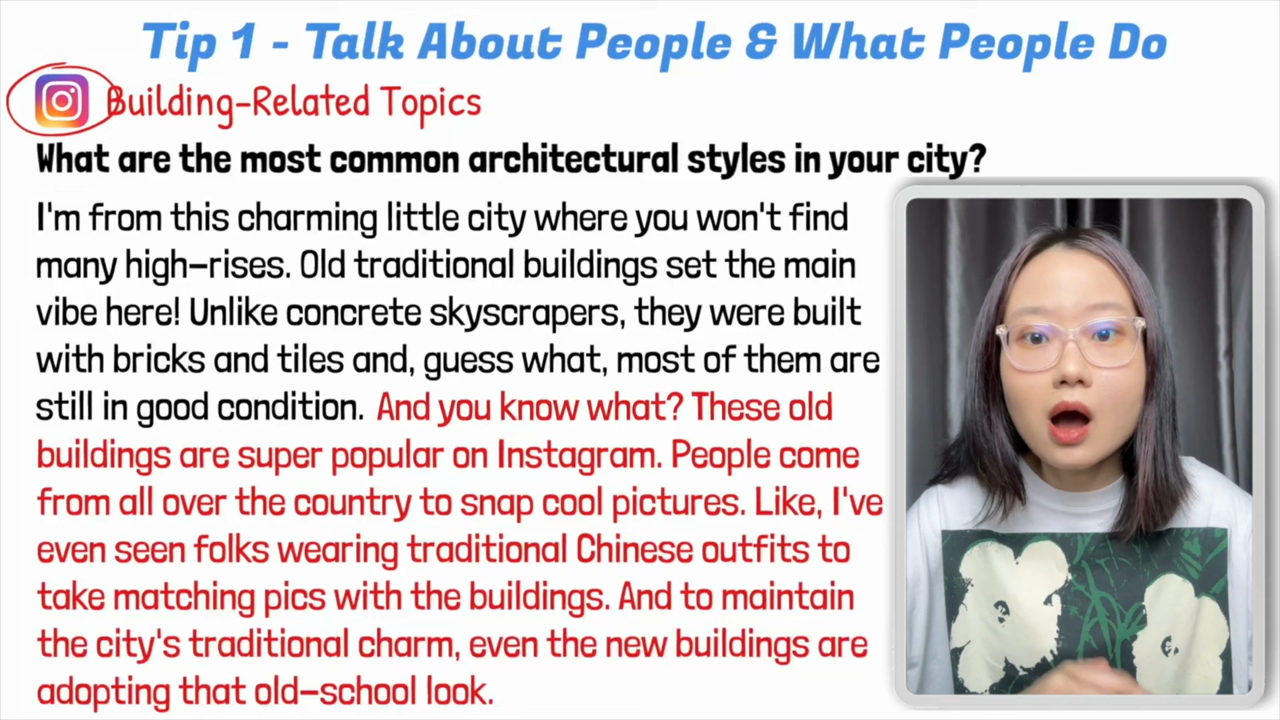 Tip 1 - Talk About People & What People Do
Building-Related Topics
What are the most common architectural styles in your city?
I'm from this charming little city where you won't find
many high-rises. Old traditional buildings set the main
vibe here! Unlike concrete skyscrapers, they were built
with bricks and tiles and, guess what, most of them are
still in good condition. And you know what? These old
buildings are super popular on Instagram. People come
from all over the country to snap cool pictures. Like, I've
even seen folks wearing traditional Chinese outfits to
take matching pics with the buildings. And to maintain
the city's traditional charm, even the new buildings are
adopting that old-school look.